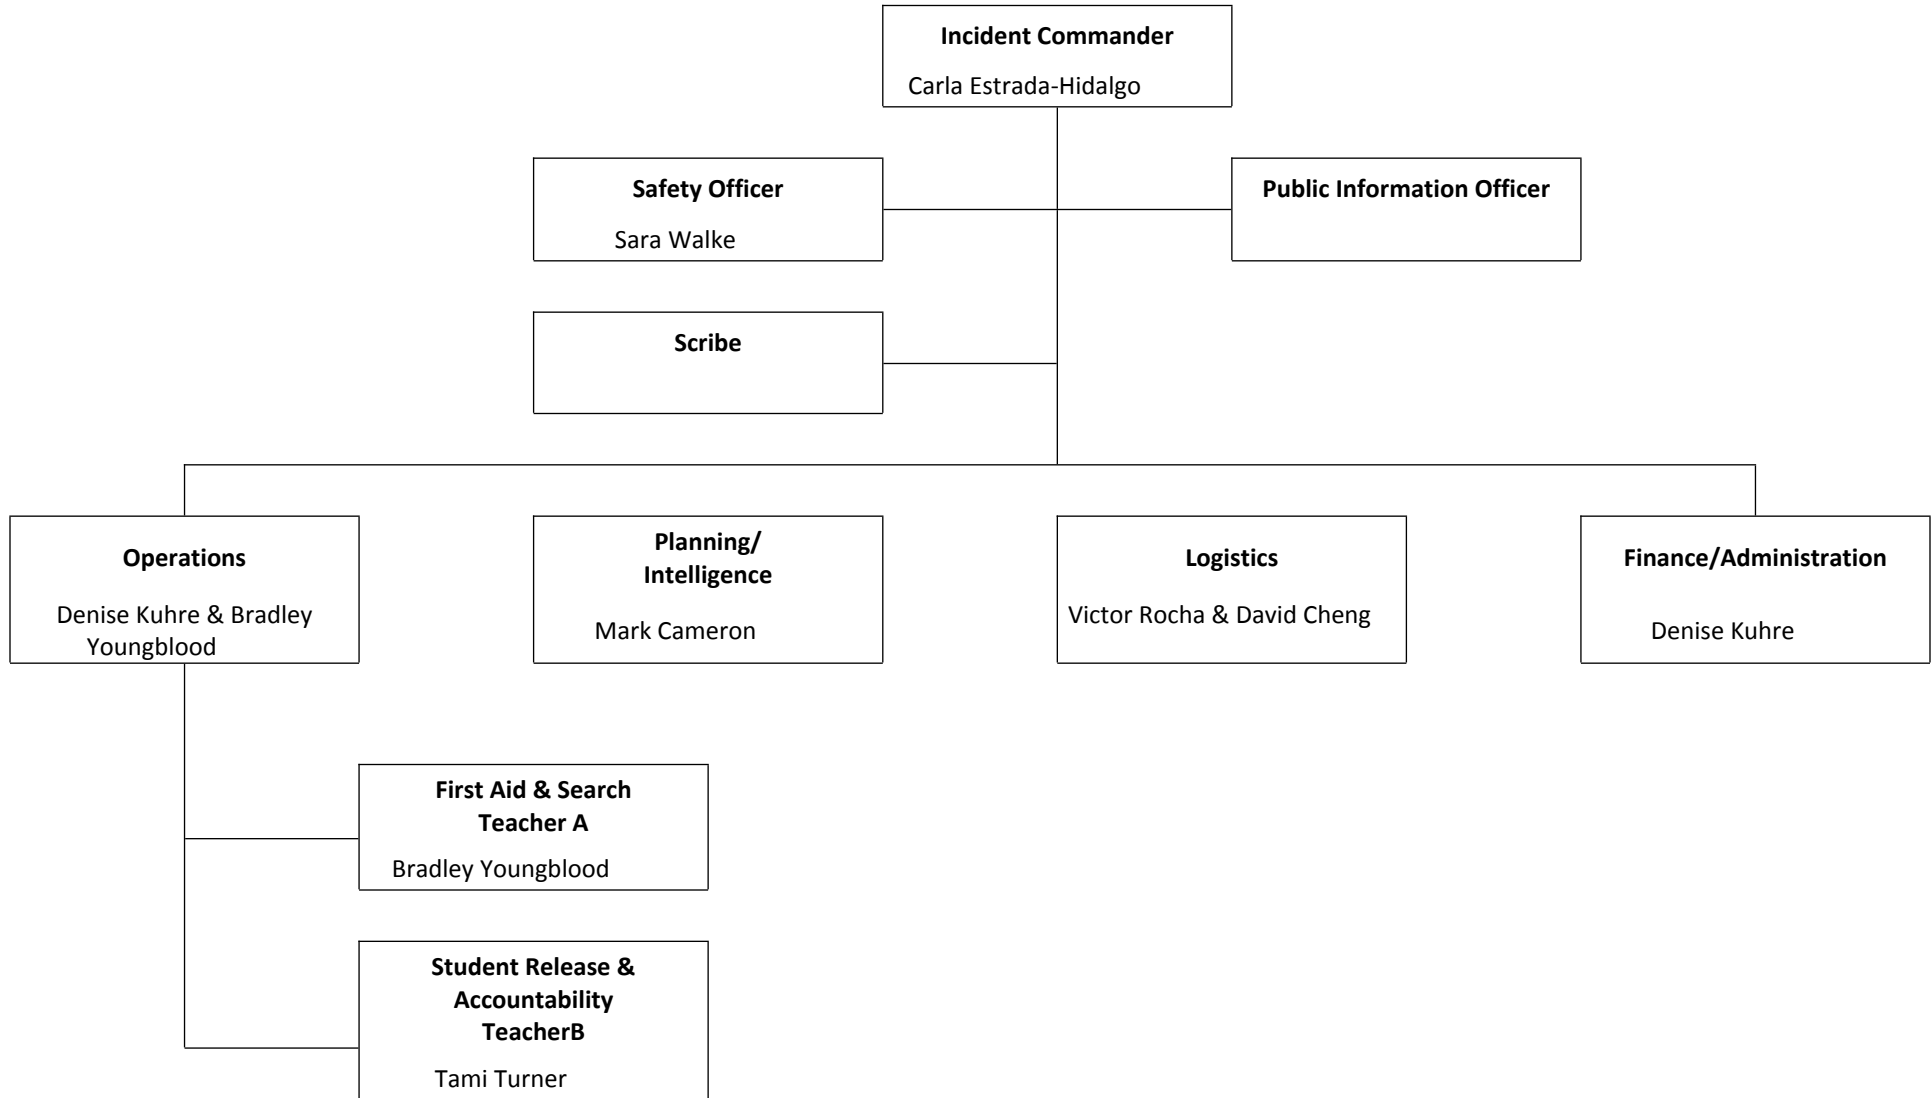 Incident Commander
Carla Estrada-Hidalgo
Safety Officer
Sara Walke
Public Information Officer
Scribe
Operations
Denise Kuhre & Bradley
Youngblood
Planning/
Intelligence
Mark Cameron
Logistics
Victor Rocha & David Cheng
Finance/Administration
Denise Kuhre
First Aid & Search
Teacher A
Bradley Youngblood
Student Release &
Accountability
TeacherB
Tami Turner